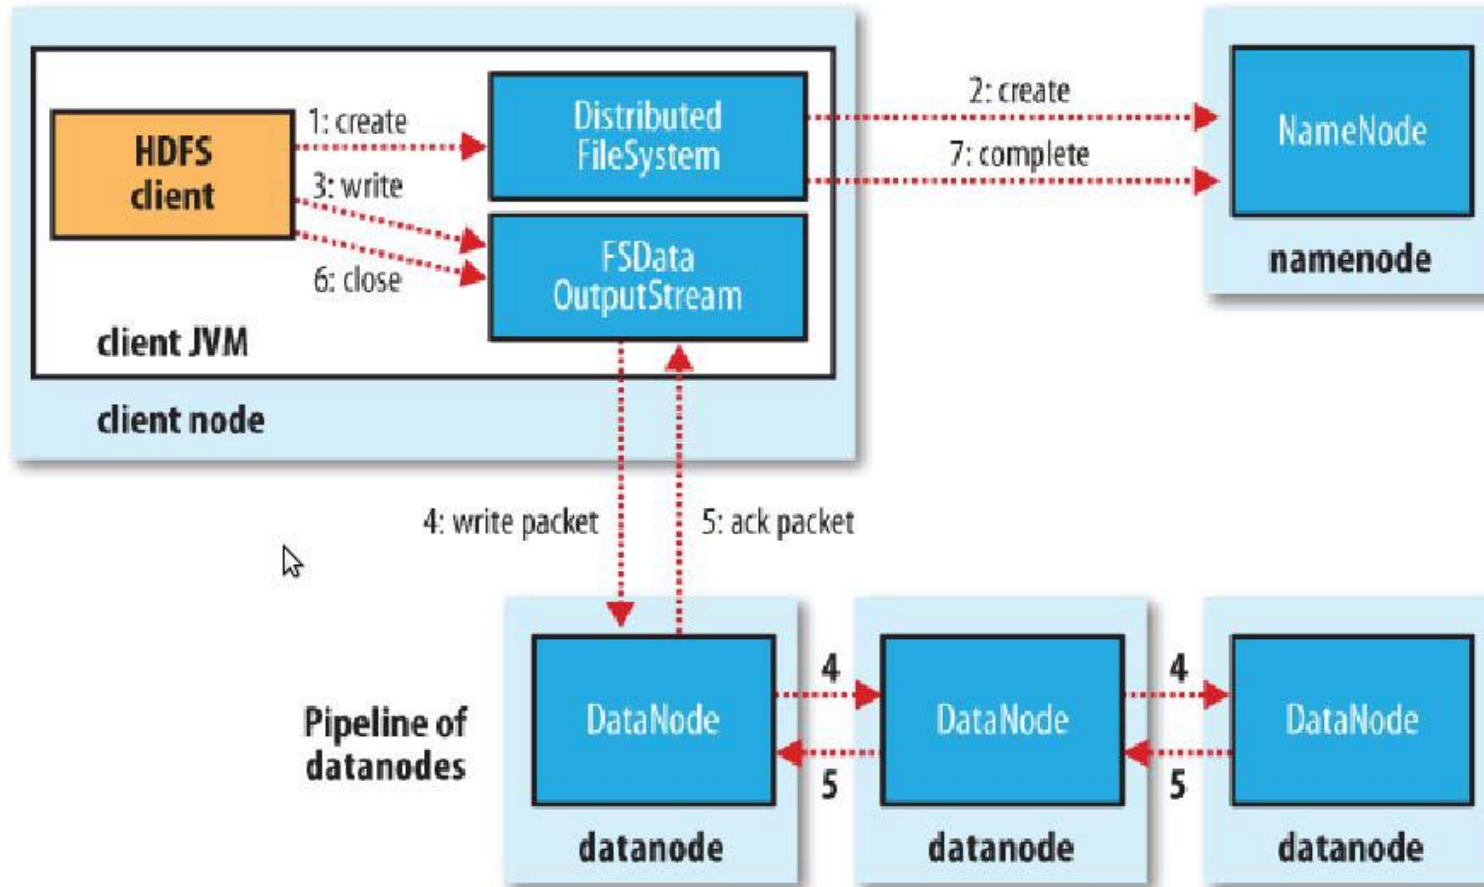 1: create
HDFS
client
3: write
6: close
Distributed
FileSystem
FSData
OutputStream
client JVM
client node
2: create
7: complete
NameNode
namenode
4: write packet
5: ack packet
Pipeline of
datanodes
DataNode
datanode
4
5
DataNode
datanode
4
5
DataNode
datanode